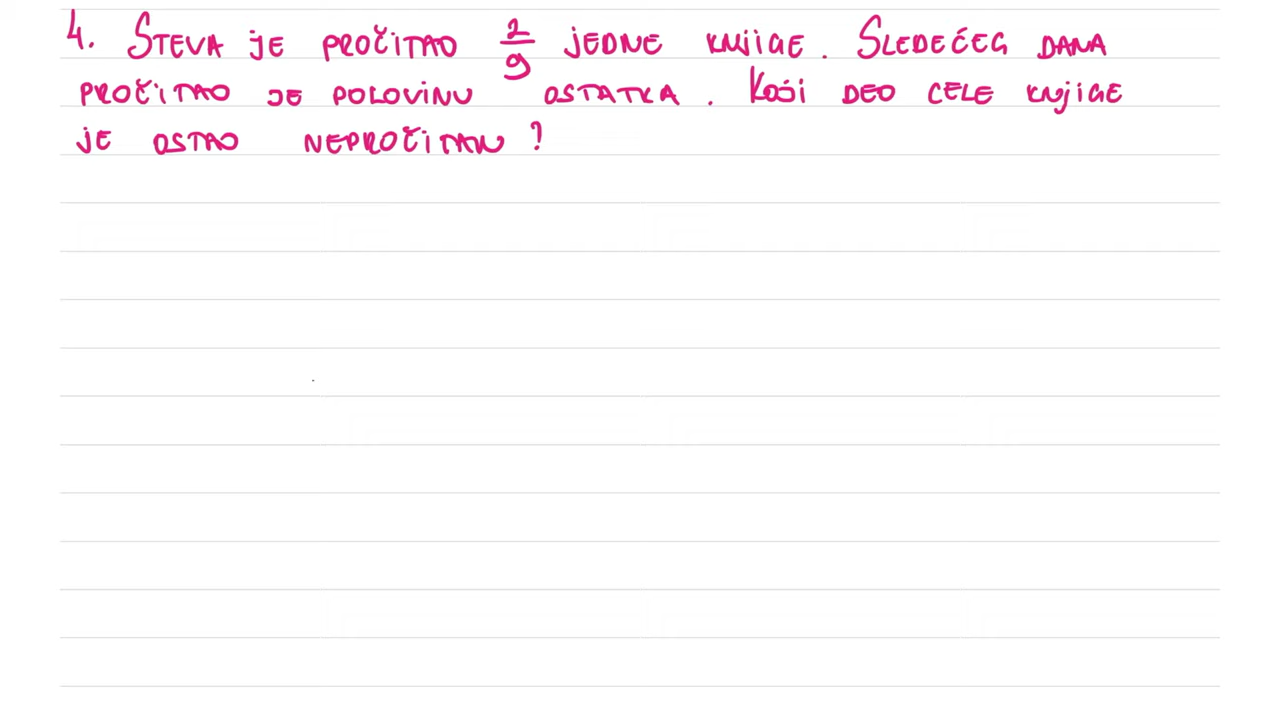 4. STEVA JE PROČITAO 2/9 JEDNE KNJIGE. SLEDEĆEG DANA
PROČITAO JE POLOVINU OSTATKA. KOJI DEO CELE KNJIGE
JE OSTAO NEPROČITAN?